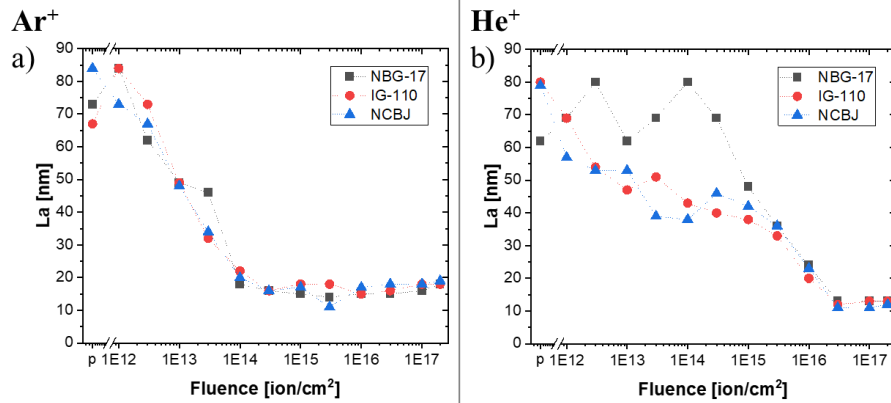 Ar⁺
a)
La [nm]
90
80
70
60
50
40
30
20
10
0
NBG-17
IG-110
NCBJ
p 1E12 1E13 1E14 1E15 1E16 1E17
Fluence [ion/cm²]
He⁺
b)
La [nm]
90
80
70
60
50
40
30
20
10
0
NBG-17
IG-110
NCBJ
p 1E12 1E13 1E14 1E15 1E16 1E17
Fluence [ion/cm²]